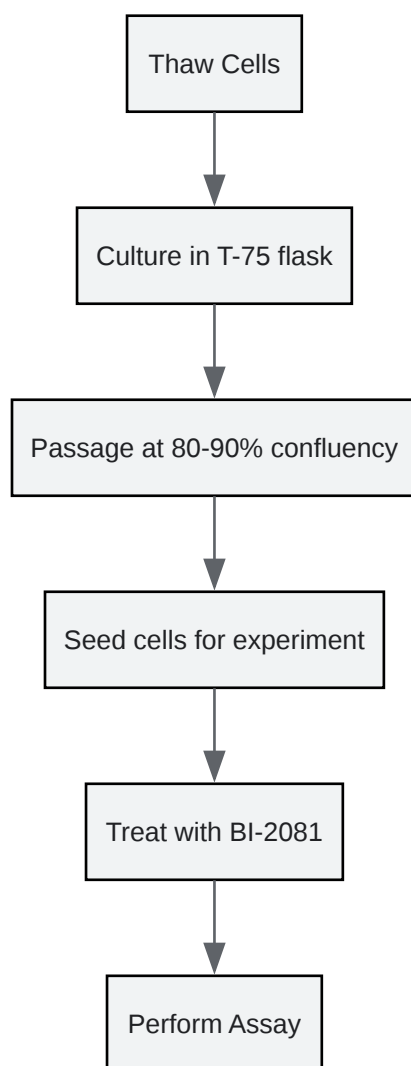 Thaw Cells
Culture in T-75 flask
Passage at 80-90% confluency
Seed cells for experiment
Treat with BI-2081
Perform Assay